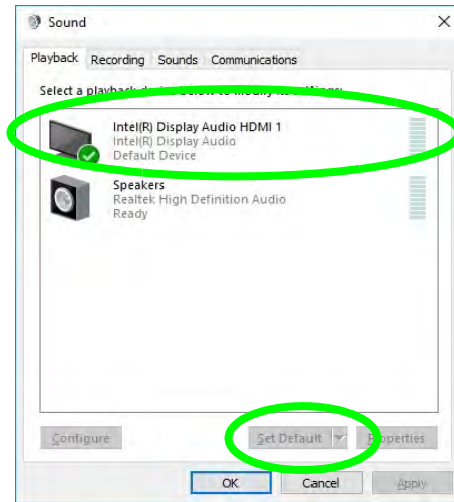 Sound
Playback
Recording
Sounds
Communications
Select a playback device below to modify its settings:
Intel(R) Display Audio HDMI 1
Intel(R) Display Audio
Default Device
Speakers
Realtek High Definition Audio
Ready
Configure
Set Default
Properties
OK
Cancel
Apply